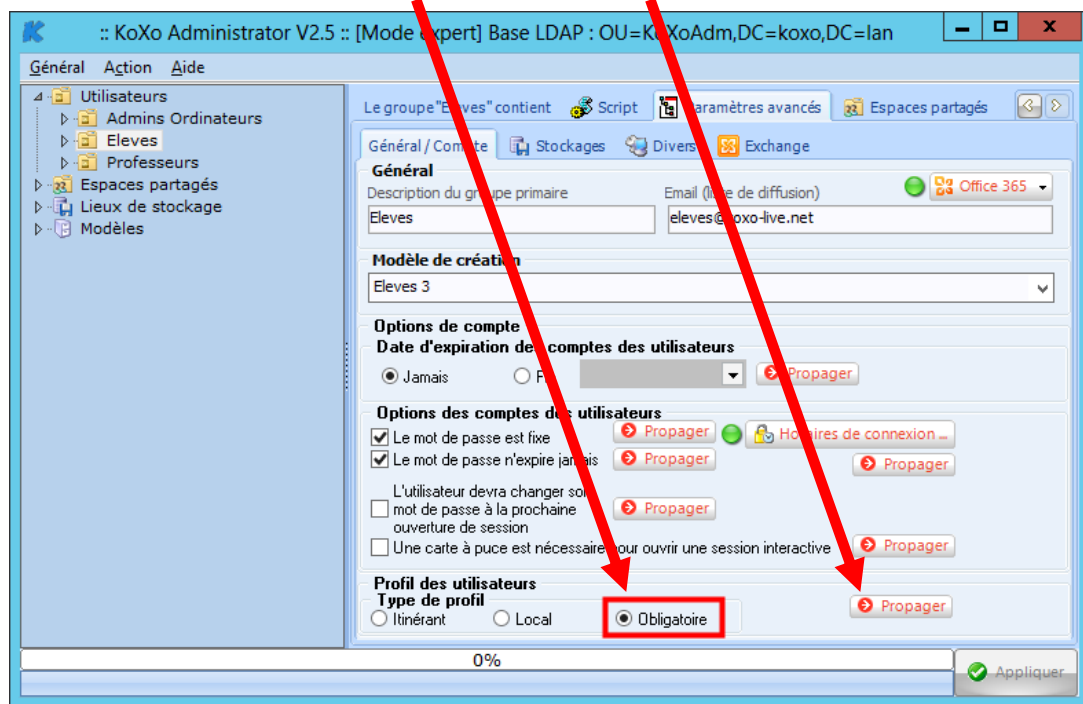 :: KoXo Administrator V2.5 :: [Mode expert] Base LDAP : OU=KoXoAdm,DC=koxo,DC=lan
Général Action Aide
Utilisateurs
Admins Ordinateurs
Eleves
Professeurs
Espaces partagés
Lieux de stockage
Modèles
Le groupe "Eleves" contient Script Paramètres avancés Espaces partagés
Général / Compte Stockages Divers Exchange
Général
Description du groupe primaire Email (liste de diffusion) Office 365
Eleves eleves@koxo-live.net
Modèle de création
Eleves 3
Options de compte
Date d'expiration des comptes des utilisateurs
Jamais Propager
Options des comptes des utilisateurs
Le mot de passe est fixe Propager Horaires de connexion ...
Le mot de passe n'expire jamais Propager Propager
L'utilisateur devra changer son
mot de passe à la prochaine Propager
ouverture de session
Une carte à puce est nécessaire pour ouvrir une session interactive Propager
Profil des utilisateurs
Type de profil
Itinérant Local Obligatoire Propager
0%
Appliquer